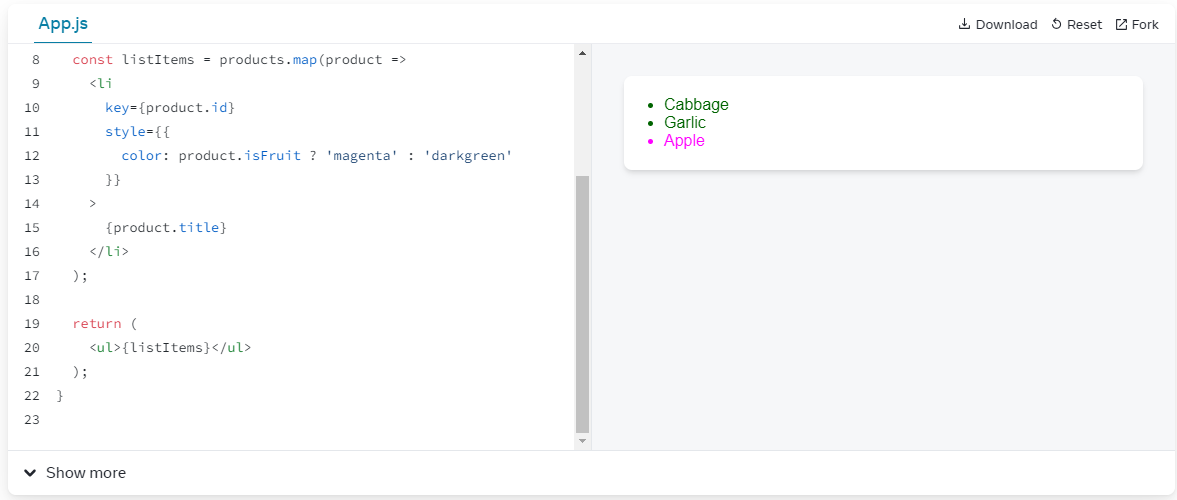 App.js
Download Reset Fork
8 const listItems = products.map(product =>
9 <li
10 key={product.id}
11 style={{
12 color: product.isFruit ? 'magenta' : 'darkgreen'
13 }}
14 >
15 {product.title}
16 </li>
17 );
18
19 return (
20 <ul>{listItems}</ul>
21 );
22 }
23
Cabbage
Garlic
Apple
Show more